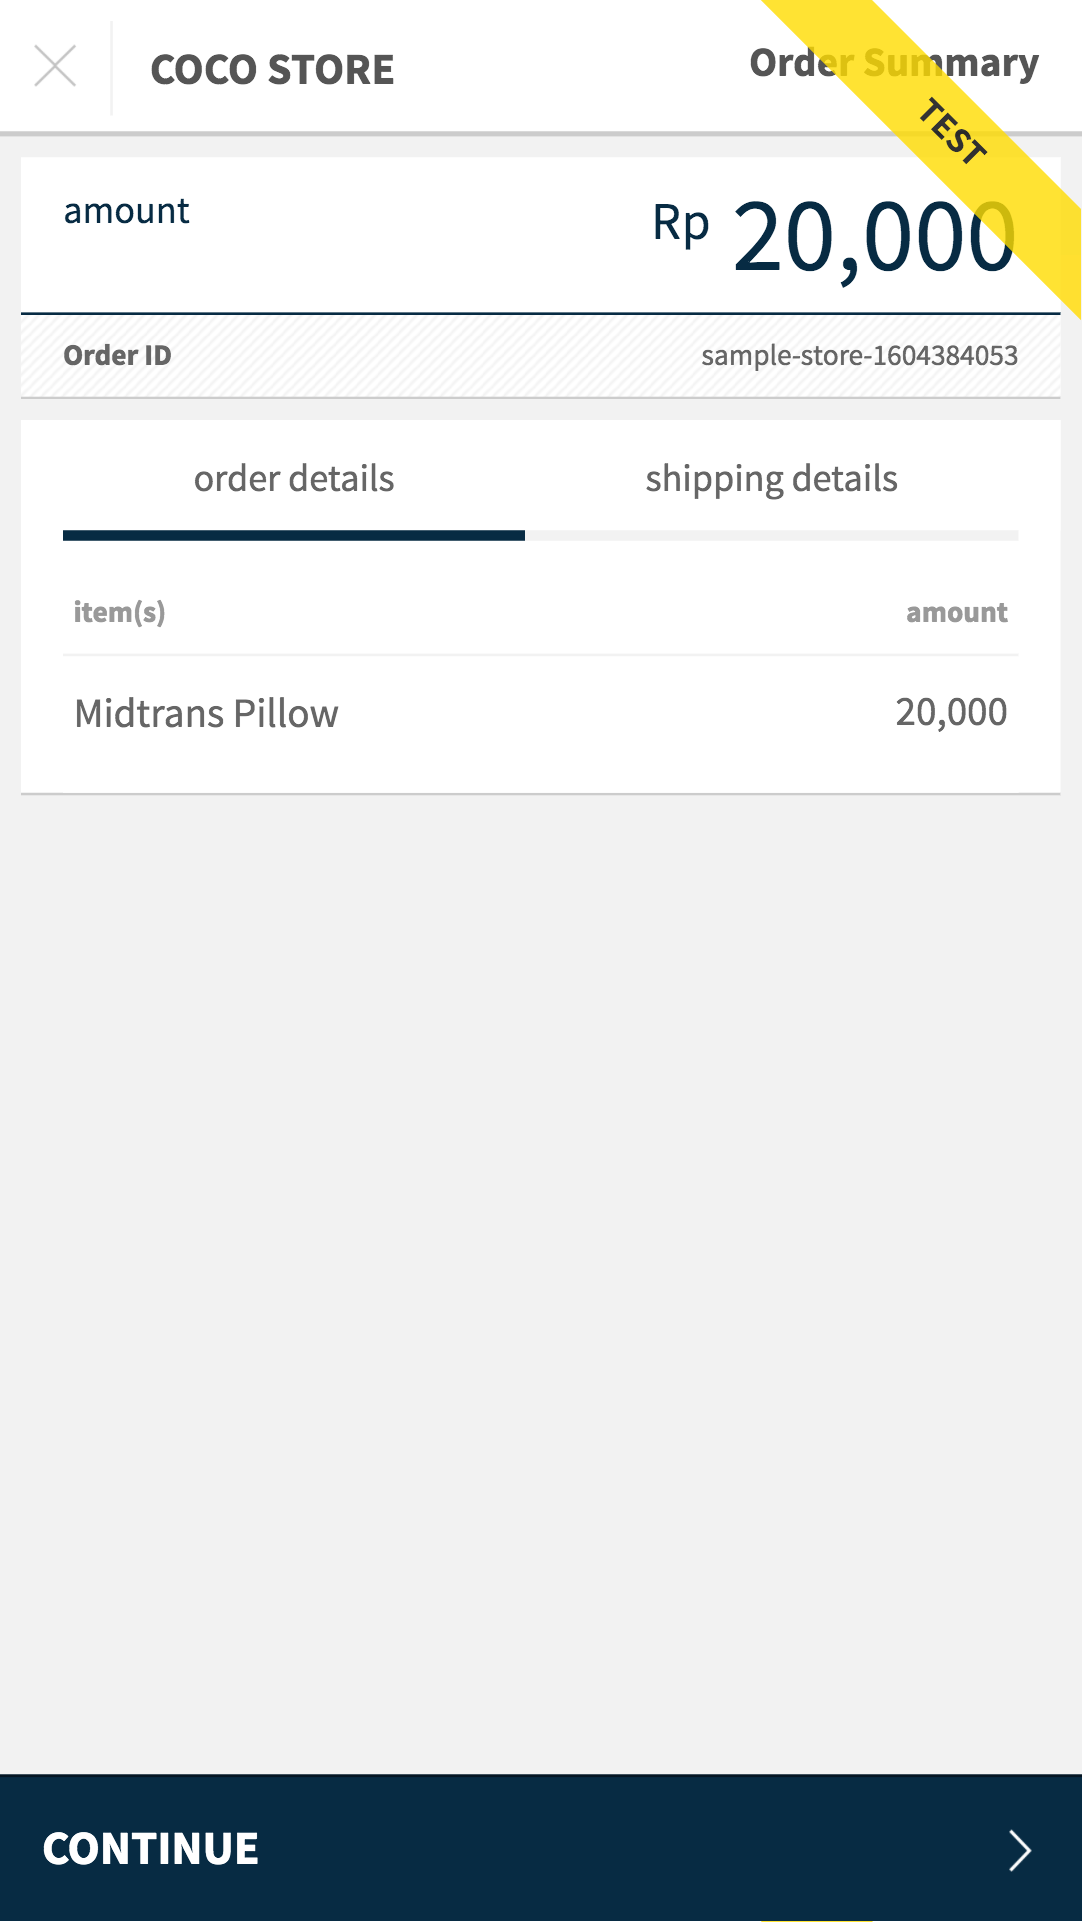 COCO STORE
Order Summary
TEST
amount
Rp 20,000
Order ID
sample-store-1604384053
order details
shipping details
item(s)
amount
Midtrans Pillow
20,000
CONTINUE